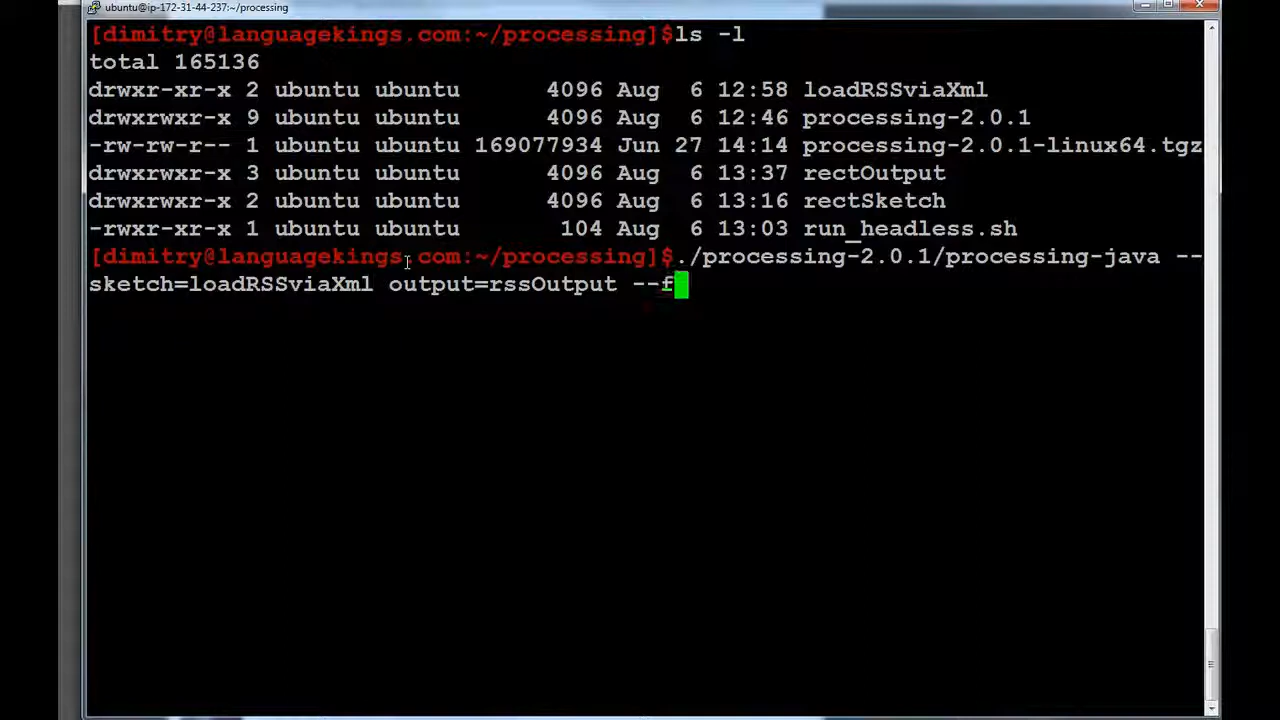 ubuntu@ip-172-31-44-237:~/processing
[dimitry@languagekings.com:~/processing]$ls -l
total 165136
drwxr-xr-x 2 ubuntu ubuntu      4096 Aug  6 12:58 loadRSSviaXml
drwxrwxr-x 9 ubuntu ubuntu      4096 Aug  6 12:46 processing-2.0.1
-rw-rw-r-- 1 ubuntu ubuntu 169077934 Jun 27 14:14 processing-2.0.1-linux64.tgz
drwxrwxr-x 3 ubuntu ubuntu      4096 Aug  6 13:37 rectOutput
drwxrwxr-x 2 ubuntu ubuntu      4096 Aug  6 13:16 rectSketch
-rwxr-xr-x 1 ubuntu ubuntu       104 Aug  6 13:03 run_headless.sh
[dimitry@languagekings.com:~/processing]$./processing-2.0.1/processing-java --
sketch=loadRSSviaXml output=rssOutput --f